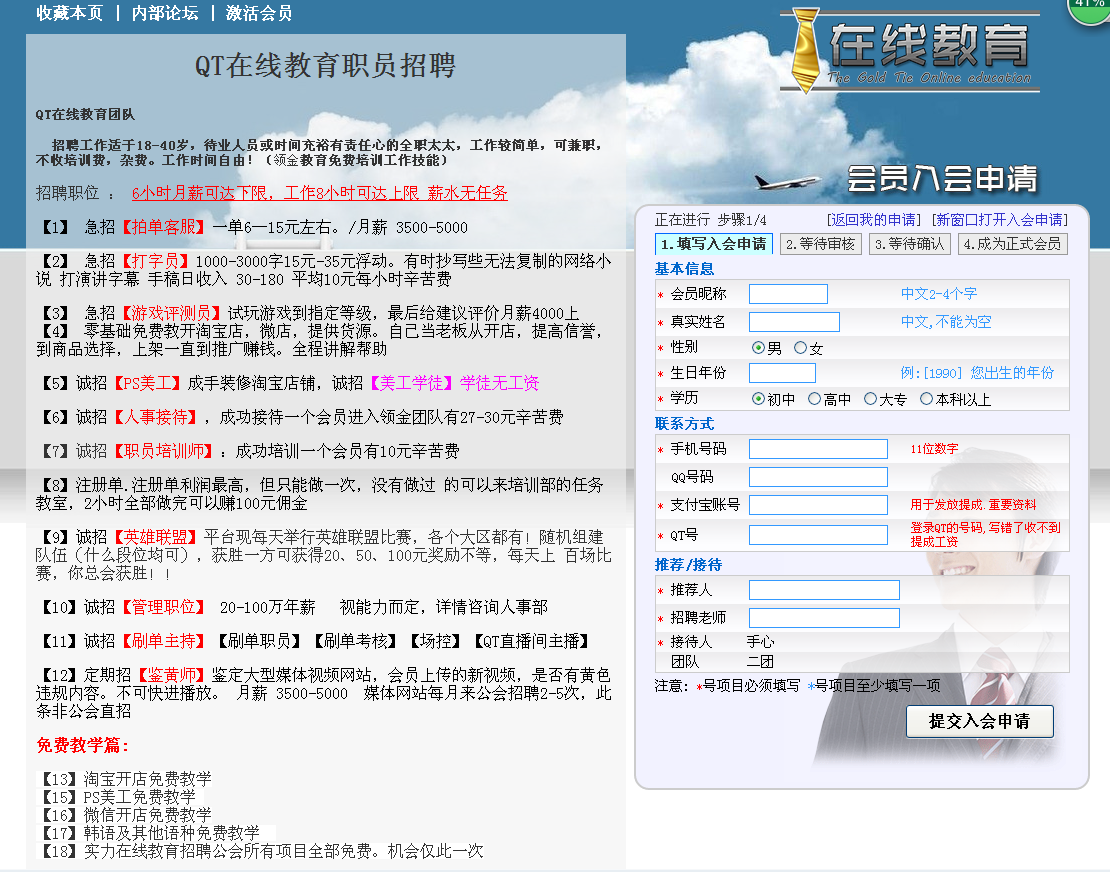 收藏本页 | 内部论坛 | 激活会员
41%
QT在线教育职员招聘
在线教育
The Gold Tie Online education
QT在线教育团队
招聘工作适于18-40岁，待业人员或时间充裕有责任心的全职太太，工作较简单，可兼职，
不收培训费，杂费。工作时间自由！（领金教育免费培训工作技能）
招聘职位 ： 6小时月薪可达下限，工作8小时可达上限 薪水无任务
【1】 急招【拍单客服】一单6—15元左右。/月薪 3500-5000
【2】 急招【打字员】1000-3000字15元-35元浮动。有时抄写些无法复制的网络小
说 打演讲字幕 手稿日收入 30-180 平均10元每小时辛苦费
【3】 急招【游戏评测员】试玩游戏到指定等级，最后给建议评价月薪4000上
【4】 零基础免费教开淘宝店，微店，提供货源。自己当老板从开店，提高信誉，
到商品选择，上架一直到推广赚钱。全程讲解帮助
【5】诚招【PS美工】成手装修淘宝店铺，诚招【美工学徒】学徒无工资
【6】诚招【人事接待】，成功接待一个会员进入领金团队有27-30元辛苦费
【7】诚招【职员培训师】：成功培训一个会员有10元辛苦费
【8】注册单.注册单利润最高，但只能做一次，没有做过 的可以来培训部的任务
教室，2小时全部做完可以赚100元佣金
【9】诚招【英雄联盟】平台现每天举行英雄联盟比赛，各个大区都有！随机组建
队伍（什么段位均可），获胜一方可获得20、50、100元奖励不等，每天上 百场比
赛，你总会获胜！！
【10】诚招【管理职位】 20-100万年薪 视能力而定，详情咨询人事部
【11】诚招【刷单主持】【刷单职员】【刷单考核】【场控】【QT直播间主播】
【12】定期招【鉴黄师】鉴定大型媒体视频网站，会员上传的新视频，是否有黄色
违规内容。不可快进播放。 月薪 3500-5000 媒体网站每月来公会招聘2-5次，此
条非公会直招
免费教学篇：
【13】淘宝开店免费教学
【15】PS美工免费教学
【16】微信开店免费教学
【17】韩语及其他语种免费教学
【18】实力在线教育招聘公会所有项目全部免费。机会仅此一次
会员入会申请
正在进行 步骤1/4 [返回我的申请] [新窗口打开入会申请]
1.填写入会申请 2.等待审核 3.等待确认 4.成为正式会员
基本信息
* 会员昵称 中文2-4个字
* 真实姓名 中文,不能为空
* 性别 男 女
* 生日年份 例:[1990] 您出生的年份
* 学历 初中 高中 大专 本科以上
联系方式
* 手机号码 11位数字
QQ号码
* 支付宝账号 用于发放提成.重要资料
* QT号 登录QT的号码,写错了收不到
提成工资
推荐/接待
* 推荐人
* 招聘老师
* 接待人 手心
团队 二团
注意: *号项目必须填写 *号项目至少填写一项
提交入会申请